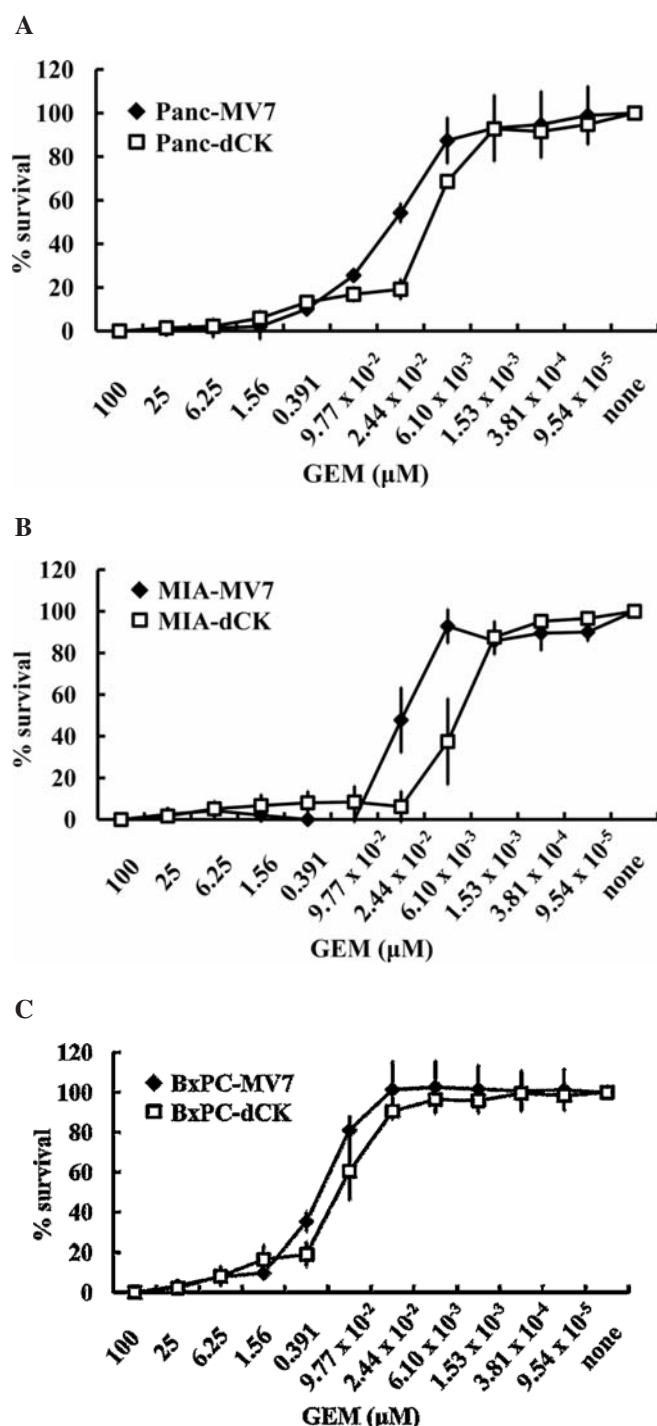 A
Panc-MV7
Panc-dCK
% survival
120
100
80
60
40
20
0
100
25
6.25
1.56
0.391
9.77 x 10⁻²
2.44 x 10⁻²
6.10 x 10⁻³
1.53 x 10⁻³
3.81 x 10⁻⁴
9.54 x 10⁻⁵
none
GEM (µM)
B
MIA-MV7
MIA-dCK
% survival
120
100
80
60
40
20
0
100
25
6.25
1.56
0.391
9.77 x 10⁻²
2.44 x 10⁻²
6.10 x 10⁻³
1.53 x 10⁻³
3.81 x 10⁻⁴
9.54 x 10⁻⁵
none
GEM (µM)
C
BxPC-MV7
BxPC-dCK
% survival
120
100
80
60
40
20
0
100
25
6.25
1.56
0.391
9.77 x 10⁻²
2.44 x 10⁻²
6.10 x 10⁻³
1.53 x 10⁻³
3.81 x 10⁻⁴
9.54 x 10⁻⁵
none
GEM (µM)